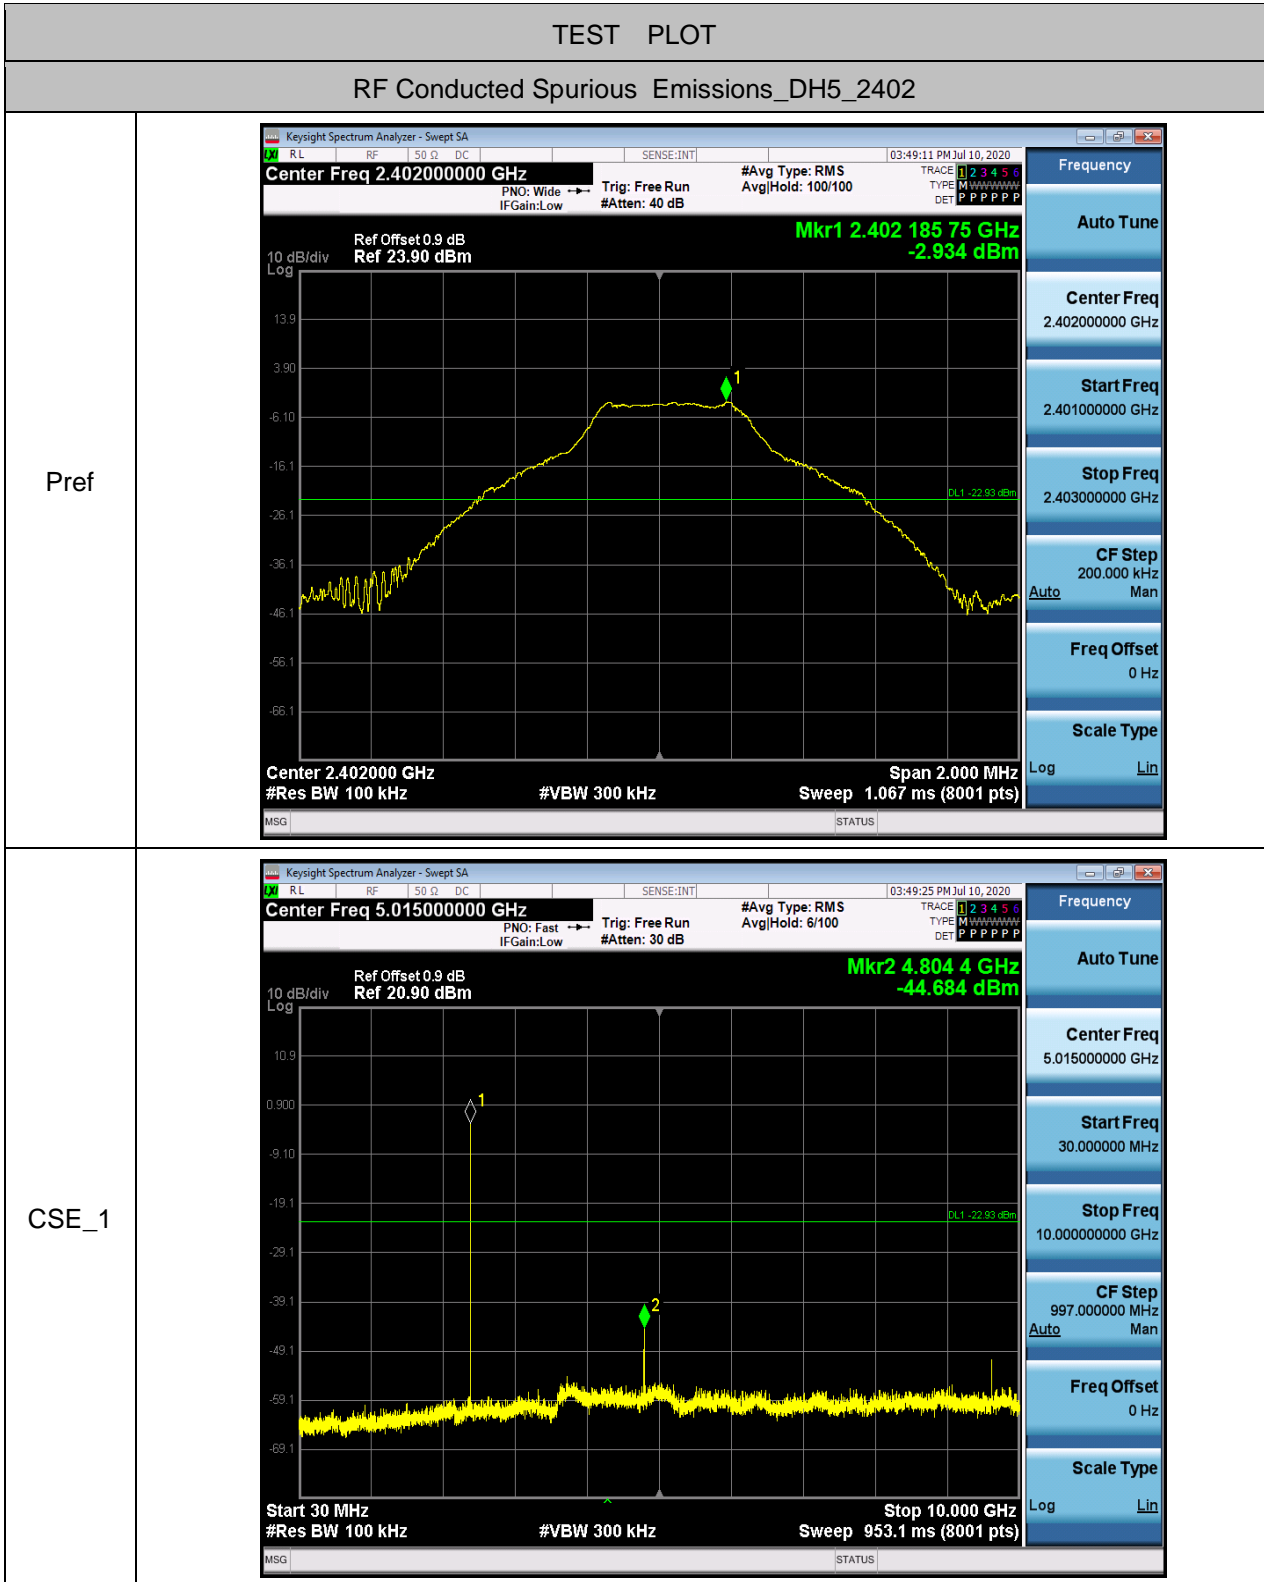 TEST PLOT
RF Conducted Spurious Emissions_DH5_2402
Pref
Keysight Spectrum Analyzer - Swept SA
LXI RL RF 50 Ω DC SENSE:INT 03:49:11 PM Jul 10, 2020
Center Freq 2.402000000 GHz
PNO: Wide
IFGain:Low
Trig: Free Run
#Atten: 40 dB
#Avg Type: RMS
Avg|Hold: 100/100
TRACE 1 2 3 4 5 6
TYPE M WWWWW
DET P P P P P P
Mkr1 2.402 185 75 GHz
-2.934 dBm
Ref Offset 0.9 dB
10 dB/div Ref 23.90 dBm
Log
13.9
3.90
-6.10
-16.1
-26.1
-36.1
-46.1
-56.1
-66.1
1
DL1 -22.93 dBm
Center 2.402000 GHz Span 2.000 MHz
#Res BW 100 kHz #VBW 300 kHz Sweep 1.067 ms (8001 pts)
MSG STATUS
Frequency
Auto Tune
Center Freq
2.402000000 GHz
Start Freq
2.401000000 GHz
Stop Freq
2.403000000 GHz
CF Step
200.000 kHz
Auto Man
Freq Offset
0 Hz
Scale Type
Log Lin
CSE_1
Keysight Spectrum Analyzer - Swept SA
LXI RL RF 50 Ω DC SENSE:INT 03:49:25 PM Jul 10, 2020
Center Freq 5.015000000 GHz
PNO: Fast
IFGain:Low
Trig: Free Run
#Atten: 30 dB
#Avg Type: RMS
Avg|Hold: 6/100
TRACE 1 2 3 4 5 6
TYPE M WWWWW
DET P P P P P P
Mkr2 4.804 4 GHz
-44.684 dBm
Ref Offset 0.9 dB
10 dB/div Ref 20.90 dBm
Log
10.9
0.900
-9.10
-19.1
-29.1
-39.1
-49.1
-59.1
-69.1
1
2
DL1 -22.93 dBm
Start 30 MHz Stop 10.000 GHz
#Res BW 100 kHz #VBW 300 kHz Sweep 953.1 ms (8001 pts)
MSG STATUS
Frequency
Auto Tune
Center Freq
5.015000000 GHz
Start Freq
30.000000 MHz
Stop Freq
10.000000000 GHz
CF Step
997.000000 MHz
Auto Man
Freq Offset
0 Hz
Scale Type
Log Lin